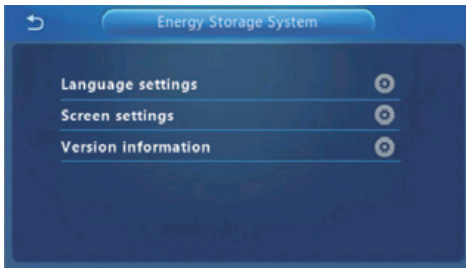 Energy Storage System
Language settings
Screen settings
Version information